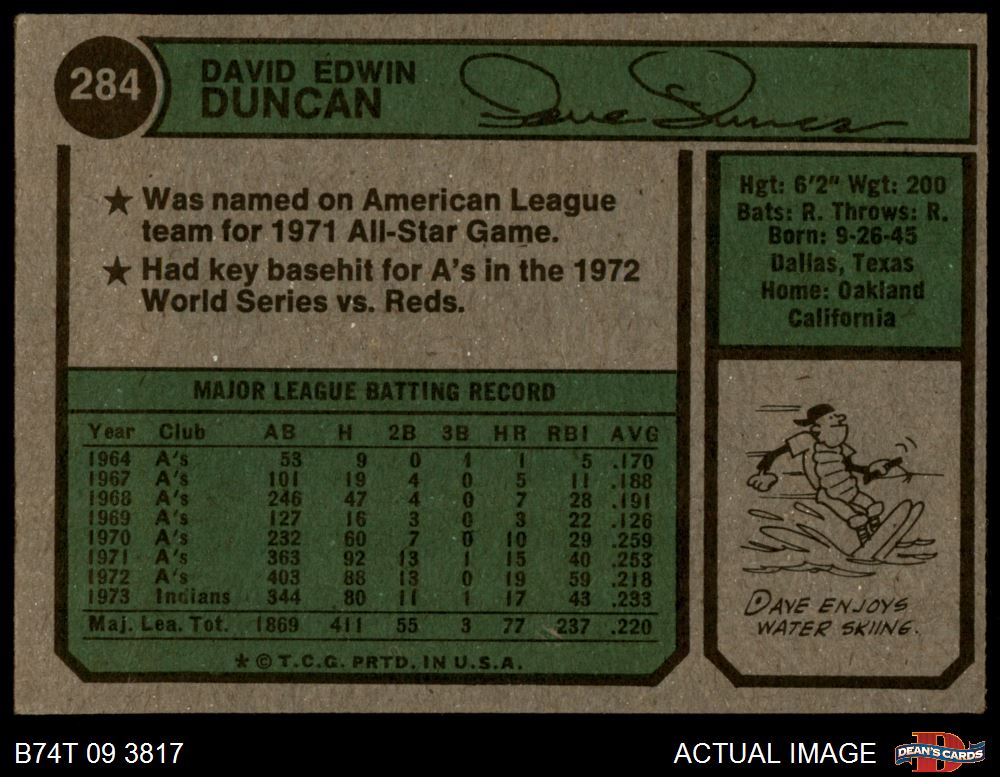 284
DAVID EDWIN
DUNCAN
Dave Duncan
★ Was named on American League
team for 1971 All-Star Game.
★ Had key basehit for A's in the 1972
World Series vs. Reds.
Hgt: 6'2" Wgt: 200
Bats: R. Throws: R.
Born: 9-26-45
Dallas, Texas
Home: Oakland
California
MAJOR LEAGUE BATTING RECORD
Year Club AB H 2B 3B HR RBI AVG
1964 A's 53 9 0 1 1 5 .170
1967 A's 101 19 4 0 5 11 .188
1968 A's 246 47 4 0 7 28 .191
1969 A's 127 16 3 0 3 22 .126
1970 A's 232 60 7 0 10 29 .259
1971 A's 363 92 13 1 15 40 .253
1972 A's 403 88 13 0 19 59 .218
1973 Indians 344 80 11 1 17 43 .233
Maj. Lea. Tot. 1869 411 55 3 77 237 .220
★ © T.C.G. PRTD. IN U.S.A.
DAVE ENJOYS
WATER SKIING.
B74T 09 3817
ACTUAL IMAGE
D
DEAN'S CARDS